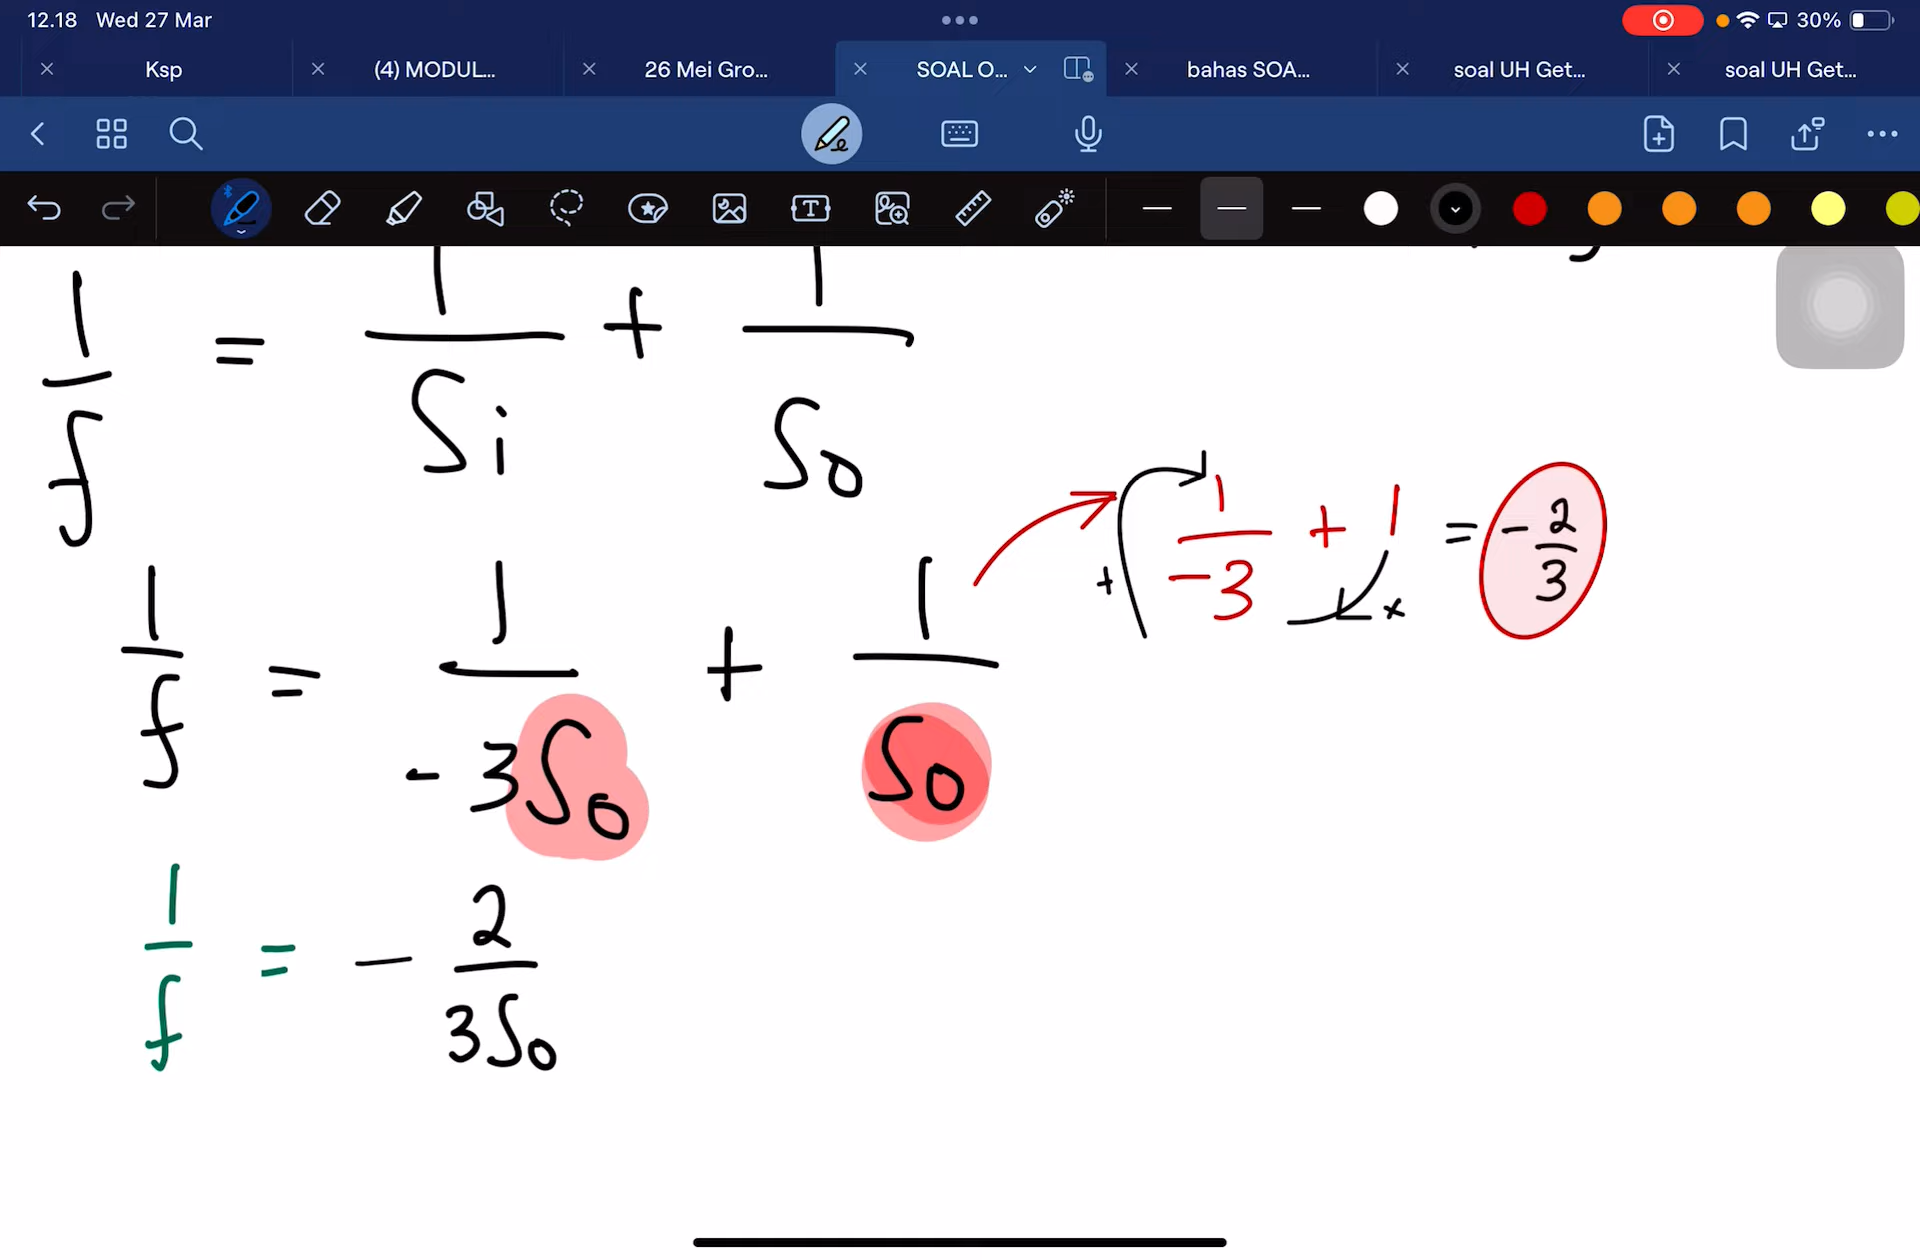 12.18 Wed 27 Mar 30%
Ksp (4) MODUL... 26 Mei Gro... SOAL O... bahas SOA... soal UH Get... soal UH Get...
1/f = 1/Si + 1/So
1/-3 + 1 = -2/3
+ x
1/f = 1/-3So + 1/So
1/f = - 2/3So